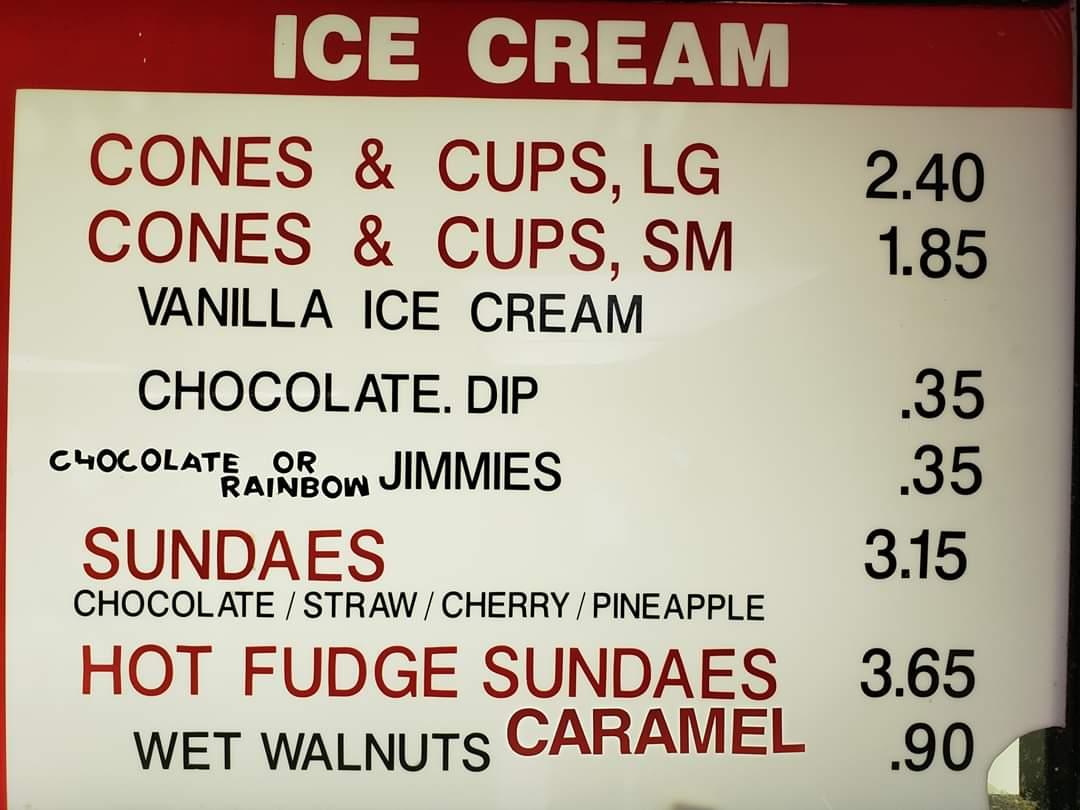 ICE CREAM
CONES & CUPS, LG 2.40
CONES & CUPS, SM 1.85
VANILLA ICE CREAM
CHOCOLATE. DIP .35
CHOCOLATE OR RAINBOW JIMMIES .35
SUNDAES 3.15
CHOCOLATE / STRAW / CHERRY / PINEAPPLE
HOT FUDGE SUNDAES 3.65
WET WALNUTS CARAMEL .90